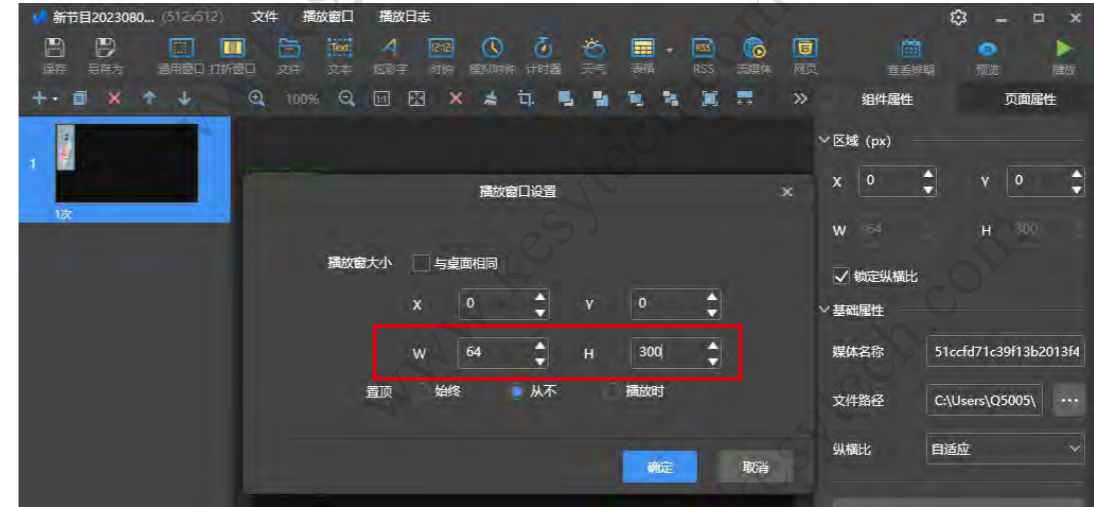 新节目2023080... (512x512) 文件 播放窗口 播放日志
保存 另存为 通用窗口 打折窗口 文件 文本 炫彩字 时钟 模拟时钟 计时器 天气 表格 RSS 流媒体 网页 查看排期 预览 播放
100% 组件属性 页面属性
1
1次
区域 (px)
X 0 Y 0
W 64 H 300
锁定纵横比
基础属性
媒体名称 51ccfd71c39f13b2013f4
文件路径 C:\Users\Q5005\ ...
纵横比 自适应
播放窗口设置
播放窗大小 与桌面相同
X 0 Y 0
W 64 H 300
置顶 始终 从不 播放时
确定 取消
www.kesytech.com